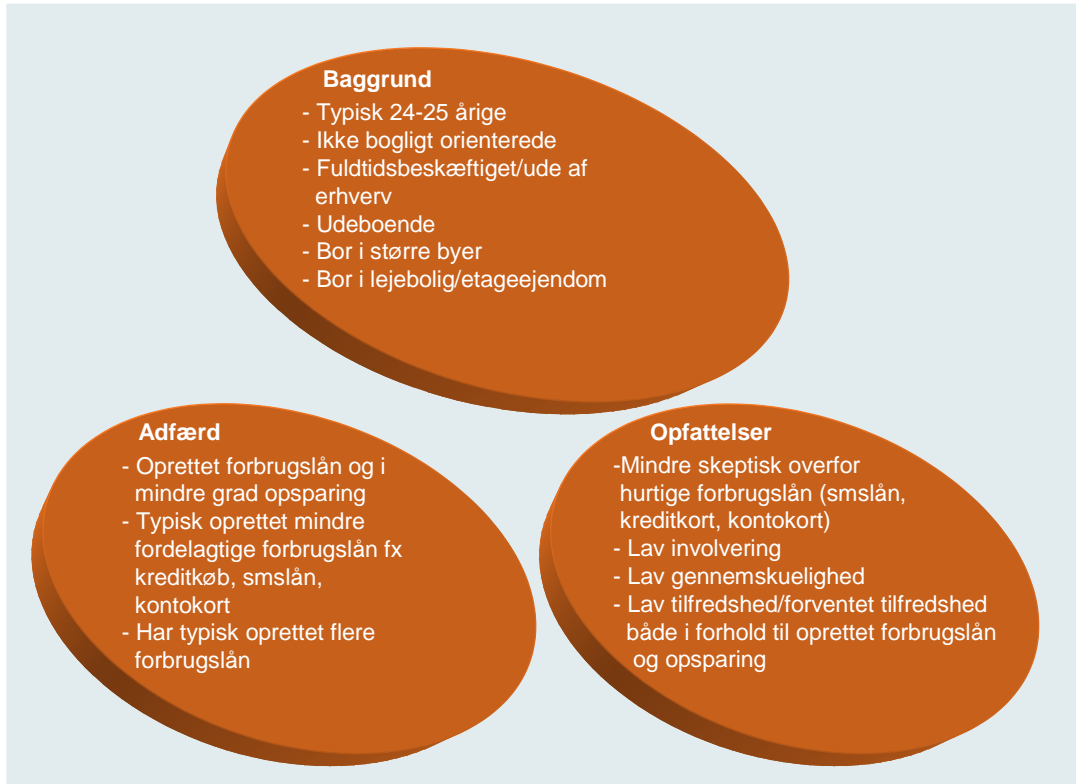 Baggrund
- Typisk 24-25 årige
- Ikke bogligt orienterede
- Fuldtidsbeskæftiget/ude af
erhverv
- Udeboende
- Bor i større byer
- Bor i lejebolig/etageejendom
Adfærd
- Oprettet forbrugslån og i
mindre grad opsparing
- Typisk oprettet mindre
fordelagtige forbrugslån fx
kreditkøb, smslån,
kontokort
- Har typisk oprettet flere
forbrugslån
Opfattelser
-Mindre skeptisk overfor
hurtige forbrugslån (smslån,
kreditkort, kontokort)
- Lav involvering
- Lav gennemskuelighed
- Lav tilfredshed/forventet tilfredshed
både i forhold til oprettet forbrugslån
og opsparing